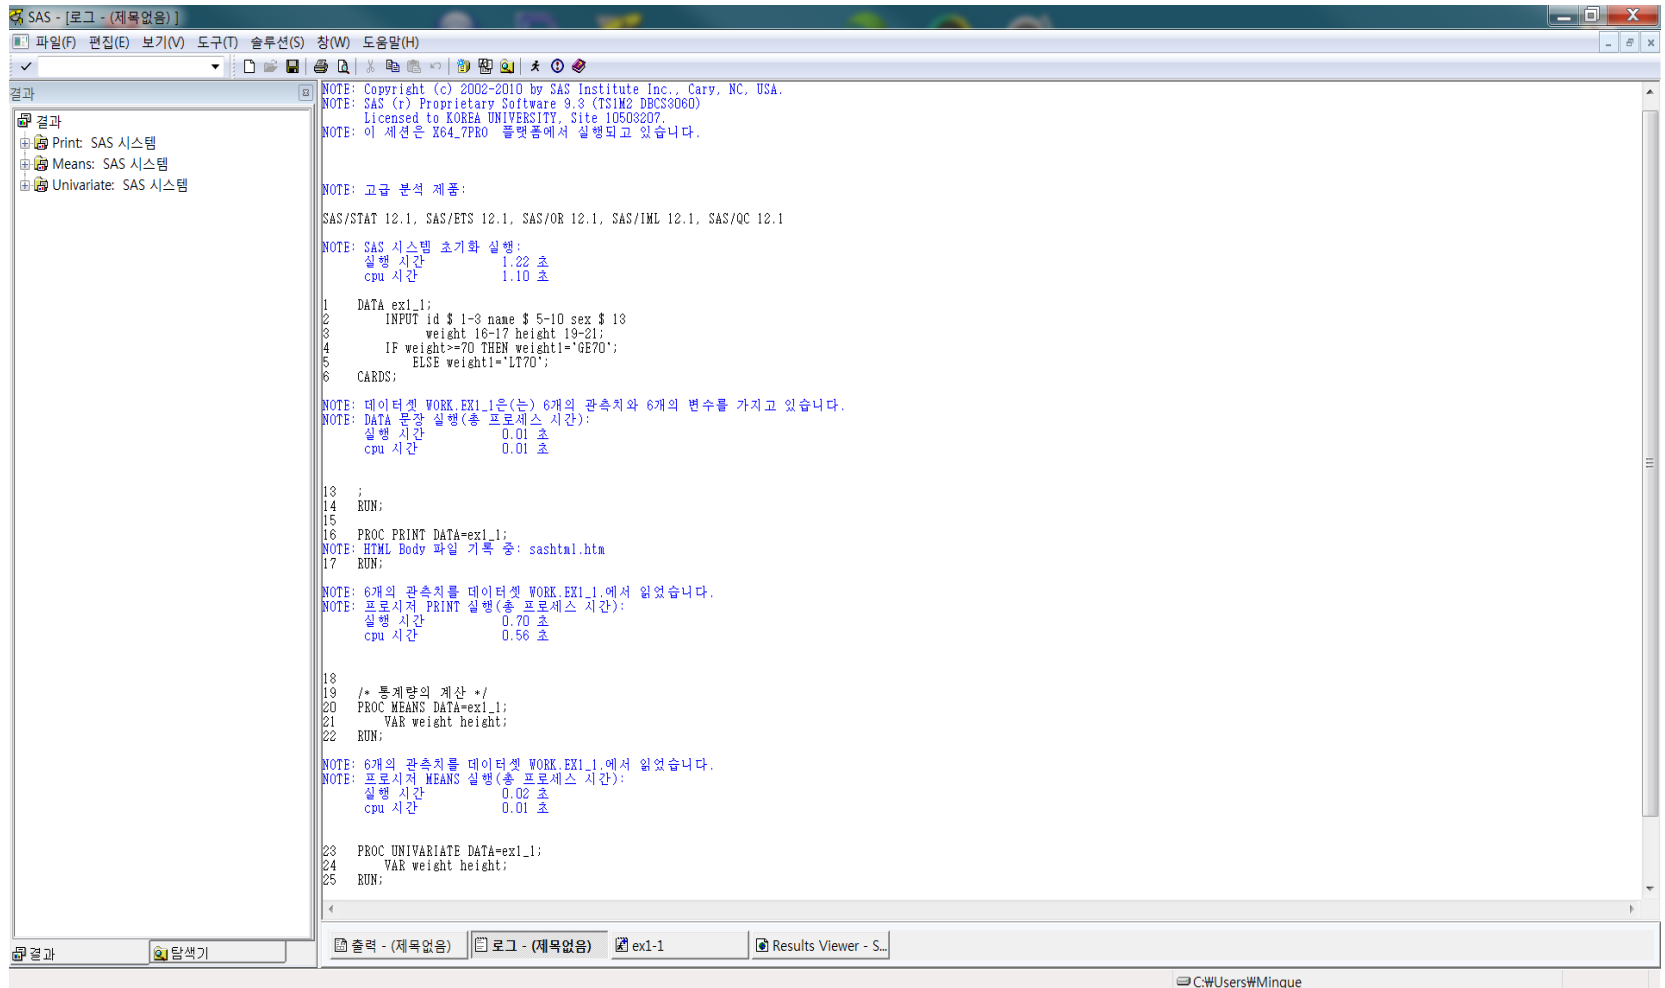 SAS - [로그 - (제목없음) ]
파일(F) 편집(E) 보기(V) 도구(T) 솔루션(S) 창(W) 도움말(H)
결과
결과
Print: SAS 시스템
Means: SAS 시스템
Univariate: SAS 시스템
NOTE: Copyright (c) 2002-2010 by SAS Institute Inc., Cary, NC, USA.
NOTE: SAS (r) Proprietary Software 9.3 (TS1M2 DBCS3060)
Licensed to KOREA UNIVERSITY, Site 10503207.
NOTE: 이 세션은 X64_7PRO 플랫폼에서 실행되고 있습니다.
NOTE: 고급 분석 제품:
SAS/STAT 12.1, SAS/ETS 12.1, SAS/OR 12.1, SAS/IML 12.1, SAS/QC 12.1
NOTE: SAS 시스템 초기화 실행:
실행 시간 1.22 초
cpu 시간 1.10 초
1 DATA ex1_1;
2 INPUT id $ 1-3 name $ 5-10 sex $ 13
3 weight 16-17 height 19-21;
4 IF weight>=70 THEN weight1='GE70';
5 ELSE weight1='LT70';
6 CARDS;
NOTE: 데이터셋 WORK.EX1_1은(는) 6개의 관측치와 6개의 변수를 가지고 있습니다.
NOTE: DATA 문장 실행(총 프로세스 시간):
실행 시간 0.01 초
cpu 시간 0.01 초
13 ;
14 RUN;
15
16 PROC PRINT DATA=ex1_1;
NOTE: HTML Body 파일 기록 중: sashtml.htm
17 RUN;
NOTE: 6개의 관측치를 데이터셋 WORK.EX1_1.에서 읽었습니다.
NOTE: 프로시저 PRINT 실행(총 프로세스 시간):
실행 시간 0.70 초
cpu 시간 0.56 초
18
19 /* 통계량의 계산 */
20 PROC MEANS DATA=ex1_1;
21 VAR weight height;
22 RUN;
NOTE: 6개의 관측치를 데이터셋 WORK.EX1_1.에서 읽었습니다.
NOTE: 프로시저 MEANS 실행(총 프로세스 시간):
실행 시간 0.02 초
cpu 시간 0.01 초
23 PROC UNIVARIATE DATA=ex1_1;
24 VAR weight height;
25 RUN;
출력 - (제목없음) 로그 - (제목없음) ex1-1 Results Viewer - S...
결과 탐색기
C:₩Users₩Mingue